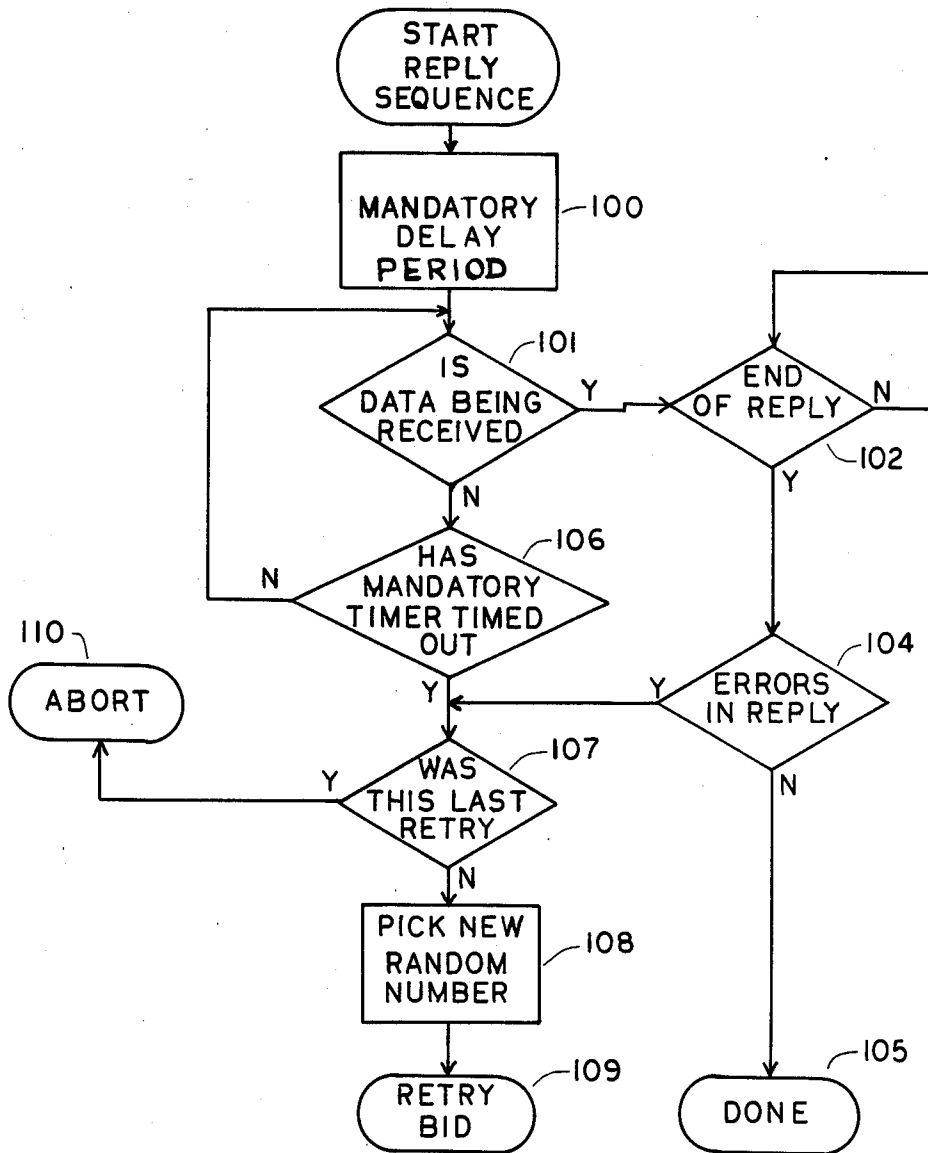 START
REPLY
SEQUENCE
MANDATORY
DELAY
PERIOD
100
IS
DATA BEING
RECEIVED
101
Y
N
END
OF REPLY
102
N
Y
HAS
MANDATORY
TIMER TIMED
OUT
106
N
Y
110
ABORT
ERRORS
IN REPLY
104
Y
N
WAS
THIS LAST
RETRY
107
Y
N
PICK NEW
RANDOM
NUMBER
108
RETRY
BID
109
DONE
105